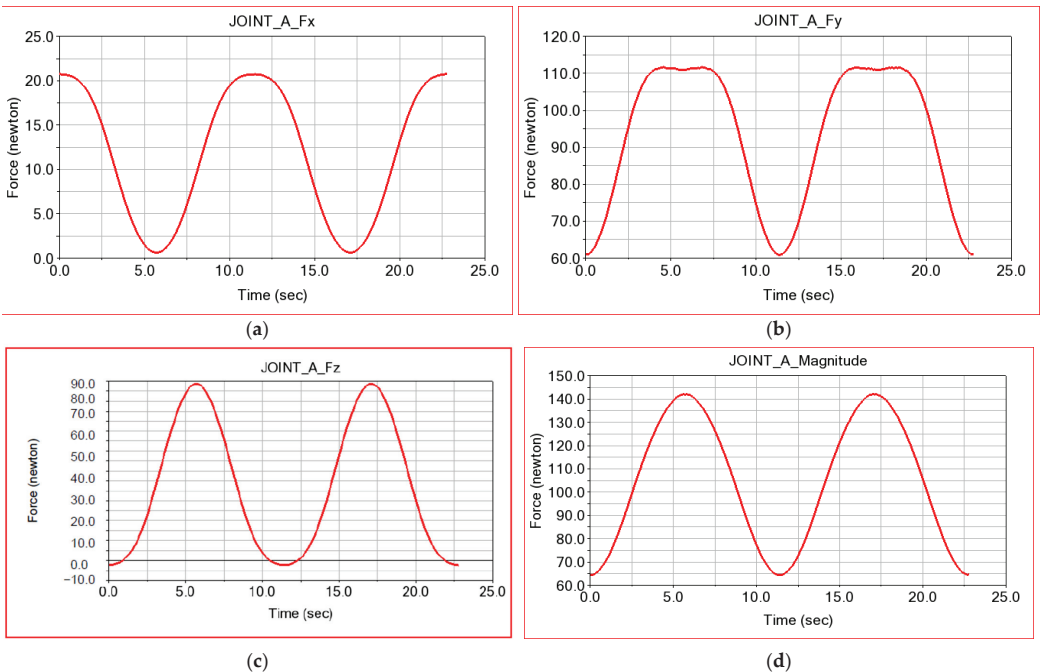 JOINT_A_Fx
25.0
20.0
15.0
10.0
5.0
0.0
Force (newton)
0.0 5.0 10.0 15.0 20.0 25.0
Time (sec)
(a)
JOINT_A_Fy
120.0
110.0
100.0
90.0
80.0
70.0
60.0
Force (newton)
0.0 5.0 10.0 15.0 20.0 25.0
Time (sec)
(b)
JOINT_A_Fz
90.0
80.0
70.0
60.0
50.0
40.0
30.0
20.0
10.0
0.0
−10.0
Force (newton)
0.0 5.0 10.0 15.0 20.0 25.0
Time (sec)
(c)
JOINT_A_Magnitude
150.0
140.0
130.0
120.0
110.0
100.0
90.0
80.0
70.0
60.0
Force (newton)
0.0 5.0 10.0 15.0 20.0 25.0
Time (sec)
(d)